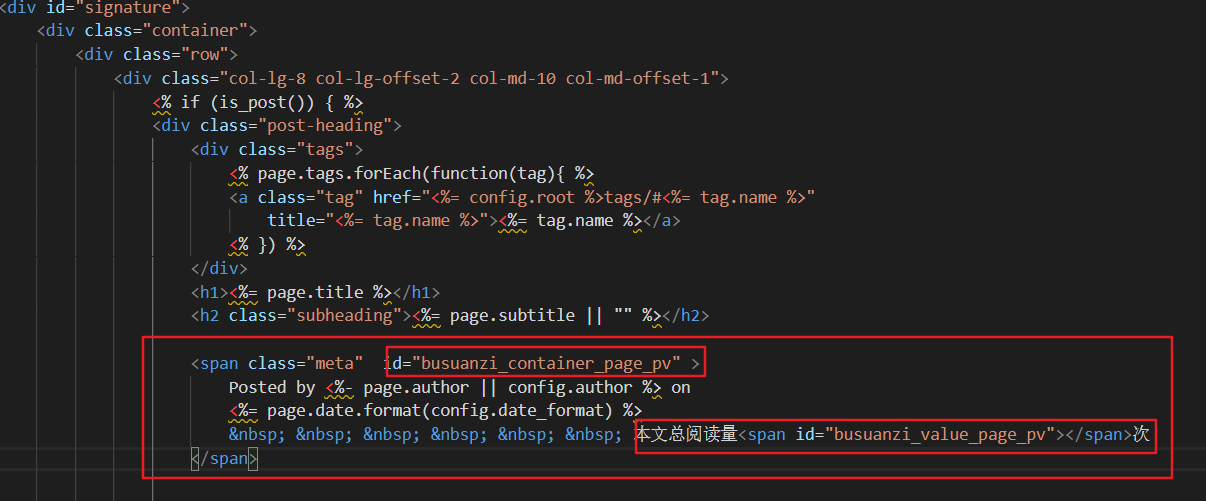 <div id="signature">
<div class="container">
<div class="row">
<div class="col-lg-8 col-lg-offset-2 col-md-10 col-md-offset-1">
<% if (is_post()) { %>
<div class="post-heading">
<div class="tags">
<% page.tags.forEach(function(tag){ %>
<a class="tag" href="<%= config.root %>tags/#<%= tag.name %>"
title="<%= tag.name %>"><%= tag.name %></a>
<% }) %>
</div>
<h1><%= page.title %></h1>
<h2 class="subheading"><%= page.subtitle || "" %></h2>
<span class="meta"  id="busuanzi_container_page_pv" >
Posted by <%- page.author || config.author %> on
<%= page.date.format(config.date_format) %>
&nbsp; &nbsp; &nbsp; &nbsp; &nbsp; &nbsp; 本文总阅读量<span id="busuanzi_value_page_pv"></span>次
</span>